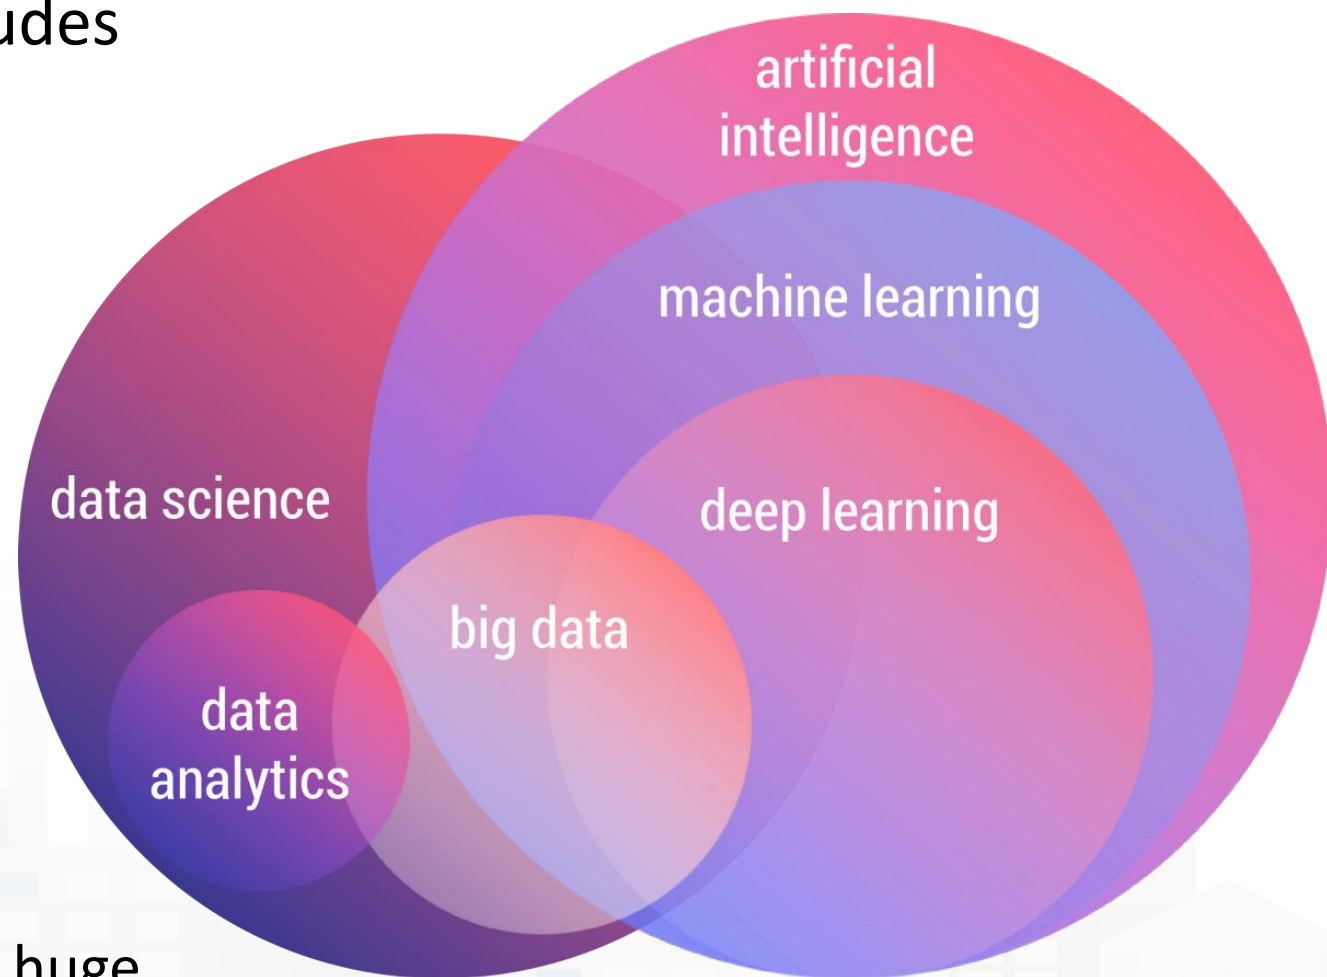 udes
artificial
intelligence
machine learning
data science
deep learning
big data
data
analytics
huge